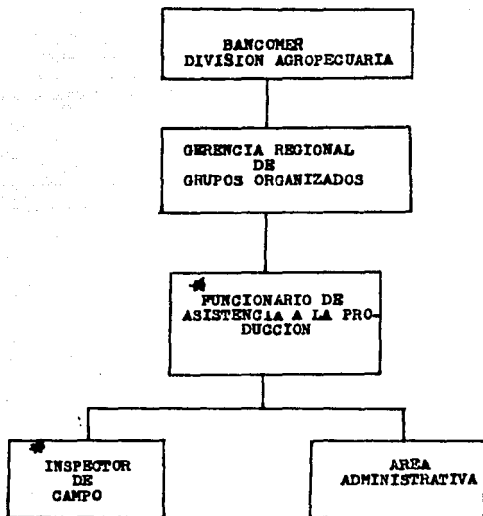 BANCOMER
DIVISION AGROPECUARIA
GERENCIA REGIONAL
DE
GRUPOS ORGANIZADOS
*
FUNCIONARIO DE
ASISTENCIA A LA PRO-
DUCCION
*
INSPECTOR
DE
CAMPO
AREA
ADMINISTRATIVA